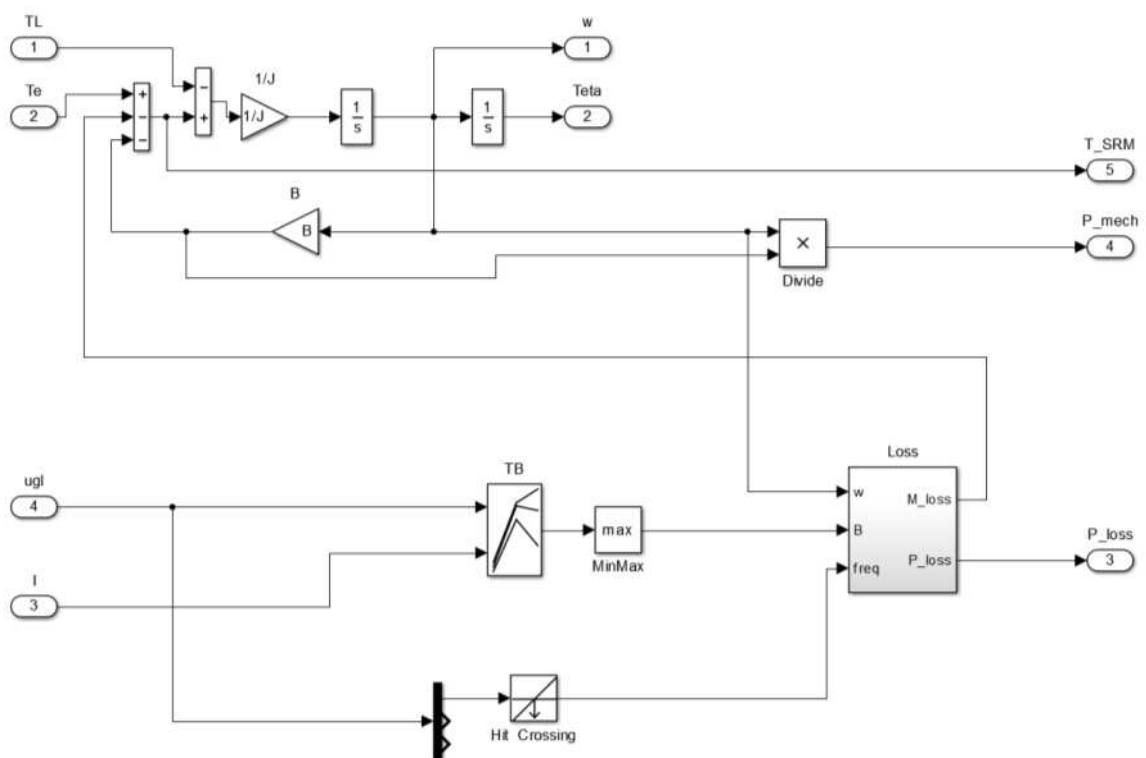 TL
1
w
1
Te
2
+
−
−
−
+
1/J
1/J
1
s
1
s
Teta
2
T_SRM
5
B
B
×
Divide
P_mech
4
ugl
4
TB
max
MinMax
Loss
w
B
freq
M_loss
P_loss
P_loss
3
I
3
Hit Crossing